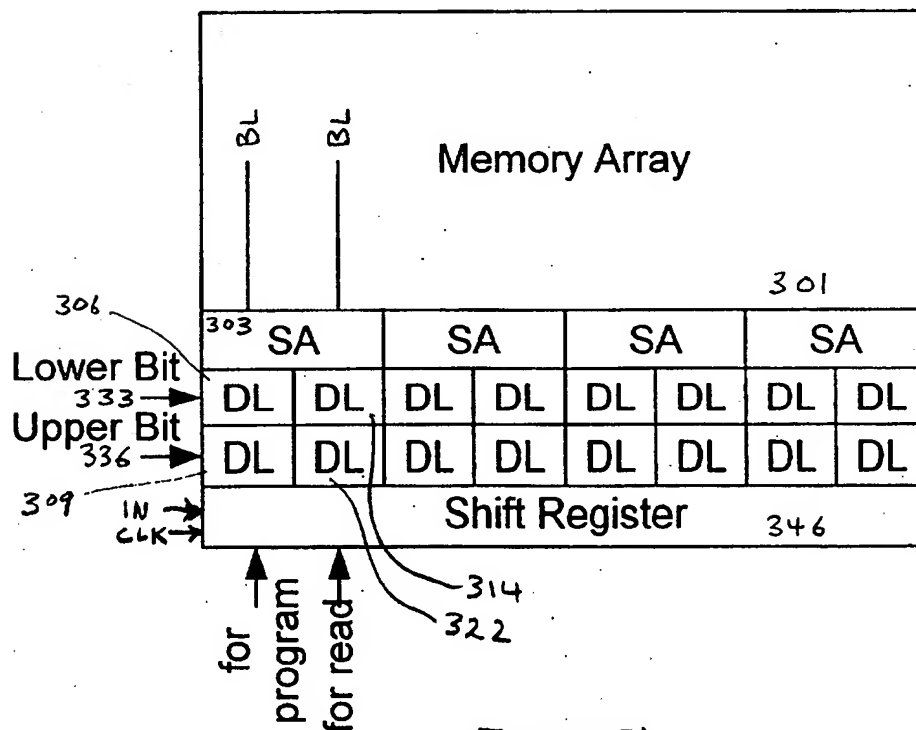 BL BL
Memory Array
301
306
303
SA SA SA SA
Lower Bit
333
DL DL DL DL DL DL DL DL
Upper Bit
336
DL DL DL DL DL DL DL DL
309
IN
CLK
Shift Register
346
314
322
for program
for read